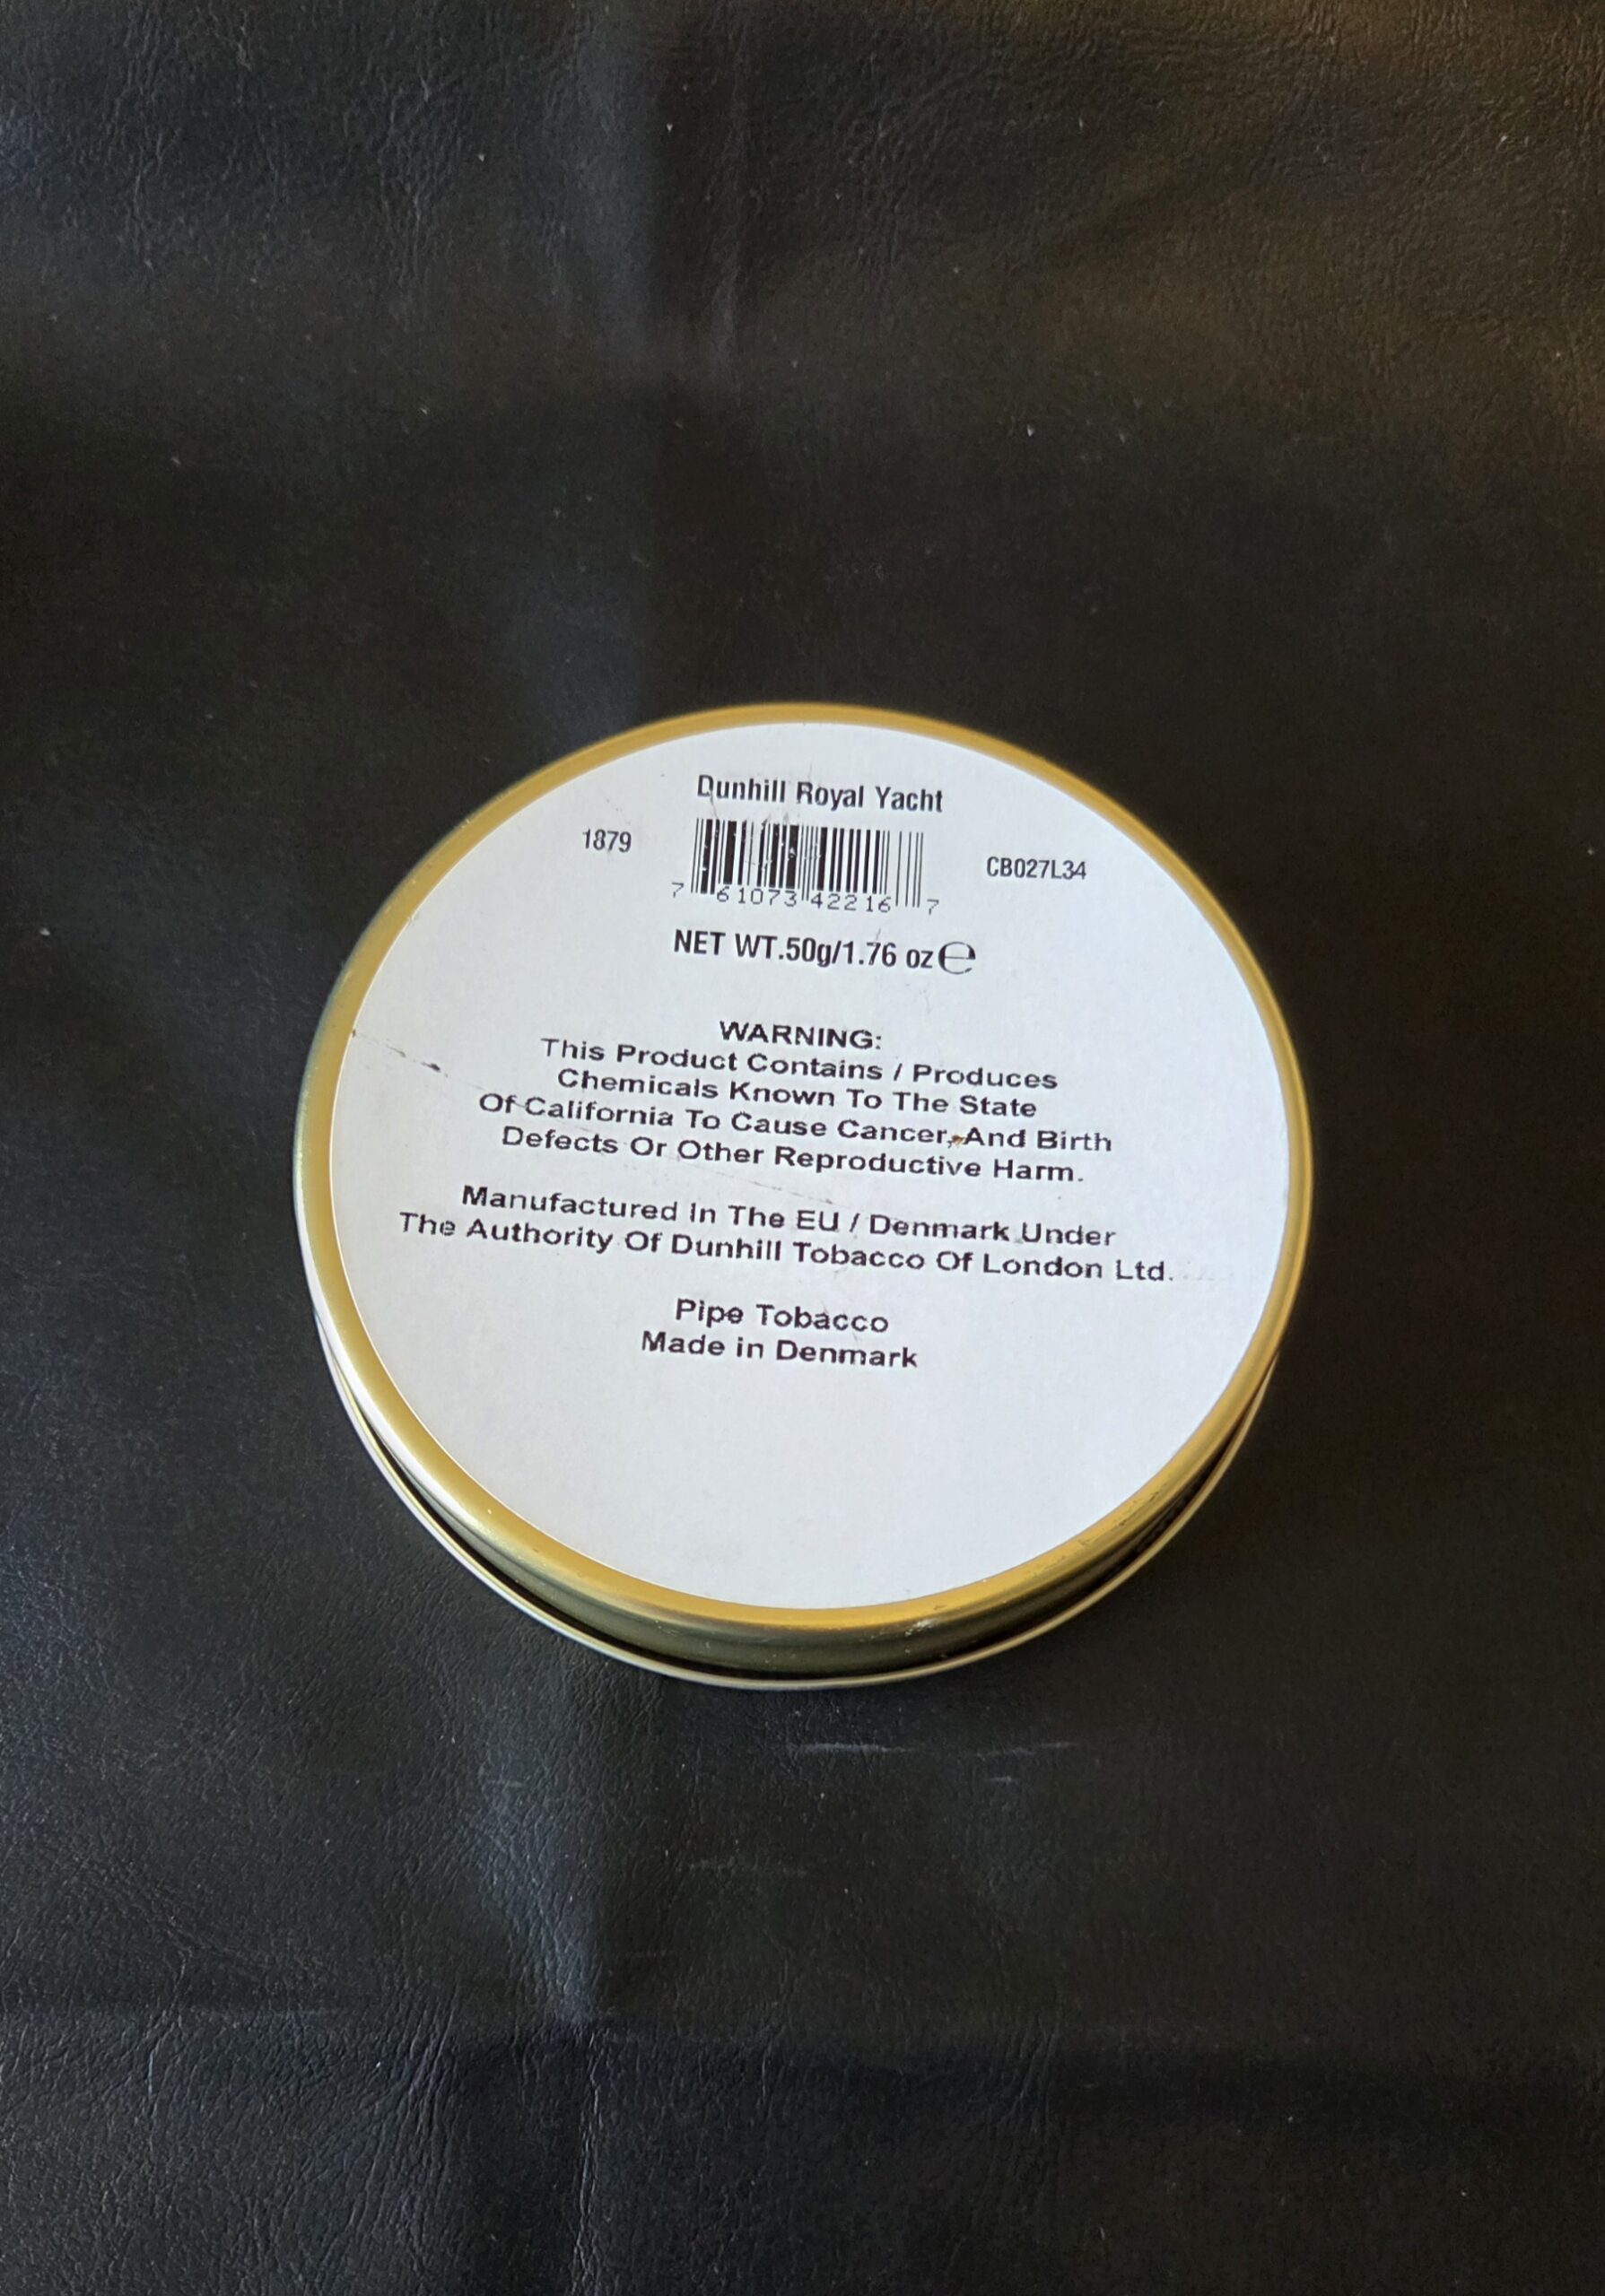 Dunhill Royal Yacht
1879
CB027L34
7 61073 42216 7
NET WT.50g/1.76 oz ℮
WARNING:
This Product Contains / Produces
Chemicals Known To The State
Of California To Cause Cancer, And Birth
Defects Or Other Reproductive Harm.
Manufactured In The EU / Denmark Under
The Authority Of Dunhill Tobacco Of London Ltd.
Pipe Tobacco
Made in Denmark